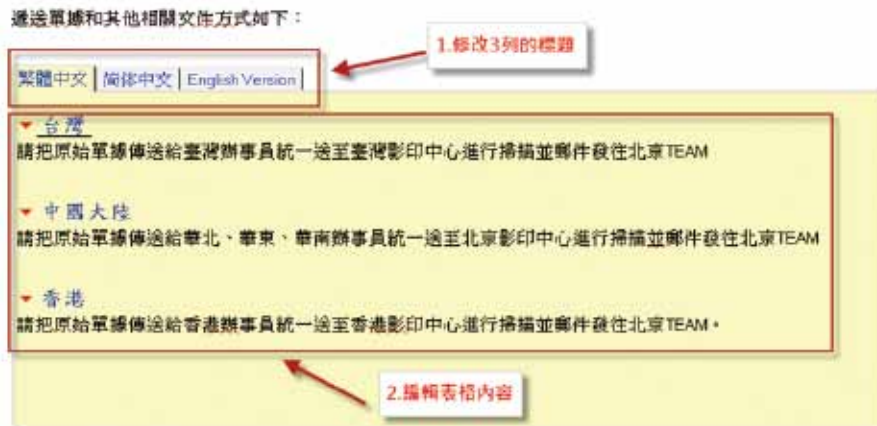 遞送單據和其他相關文件方式如下：
1.修改3列的標題
繁體中文 | 简体中文 | English Version |
台灣
請把原始單據傳送給臺灣辦事員統一送至臺灣影印中心進行掃描並郵件發往北京TEAM
中國大陸
請把原始單據傳送給華北、華東、華南辦事員統一送至北京影印中心進行掃描並郵件發往北京TEAM
香港
請把原始單據傳送給香港辦事員統一送至香港影印中心進行掃描並郵件發往北京TEAM。
2.編輯表格內容